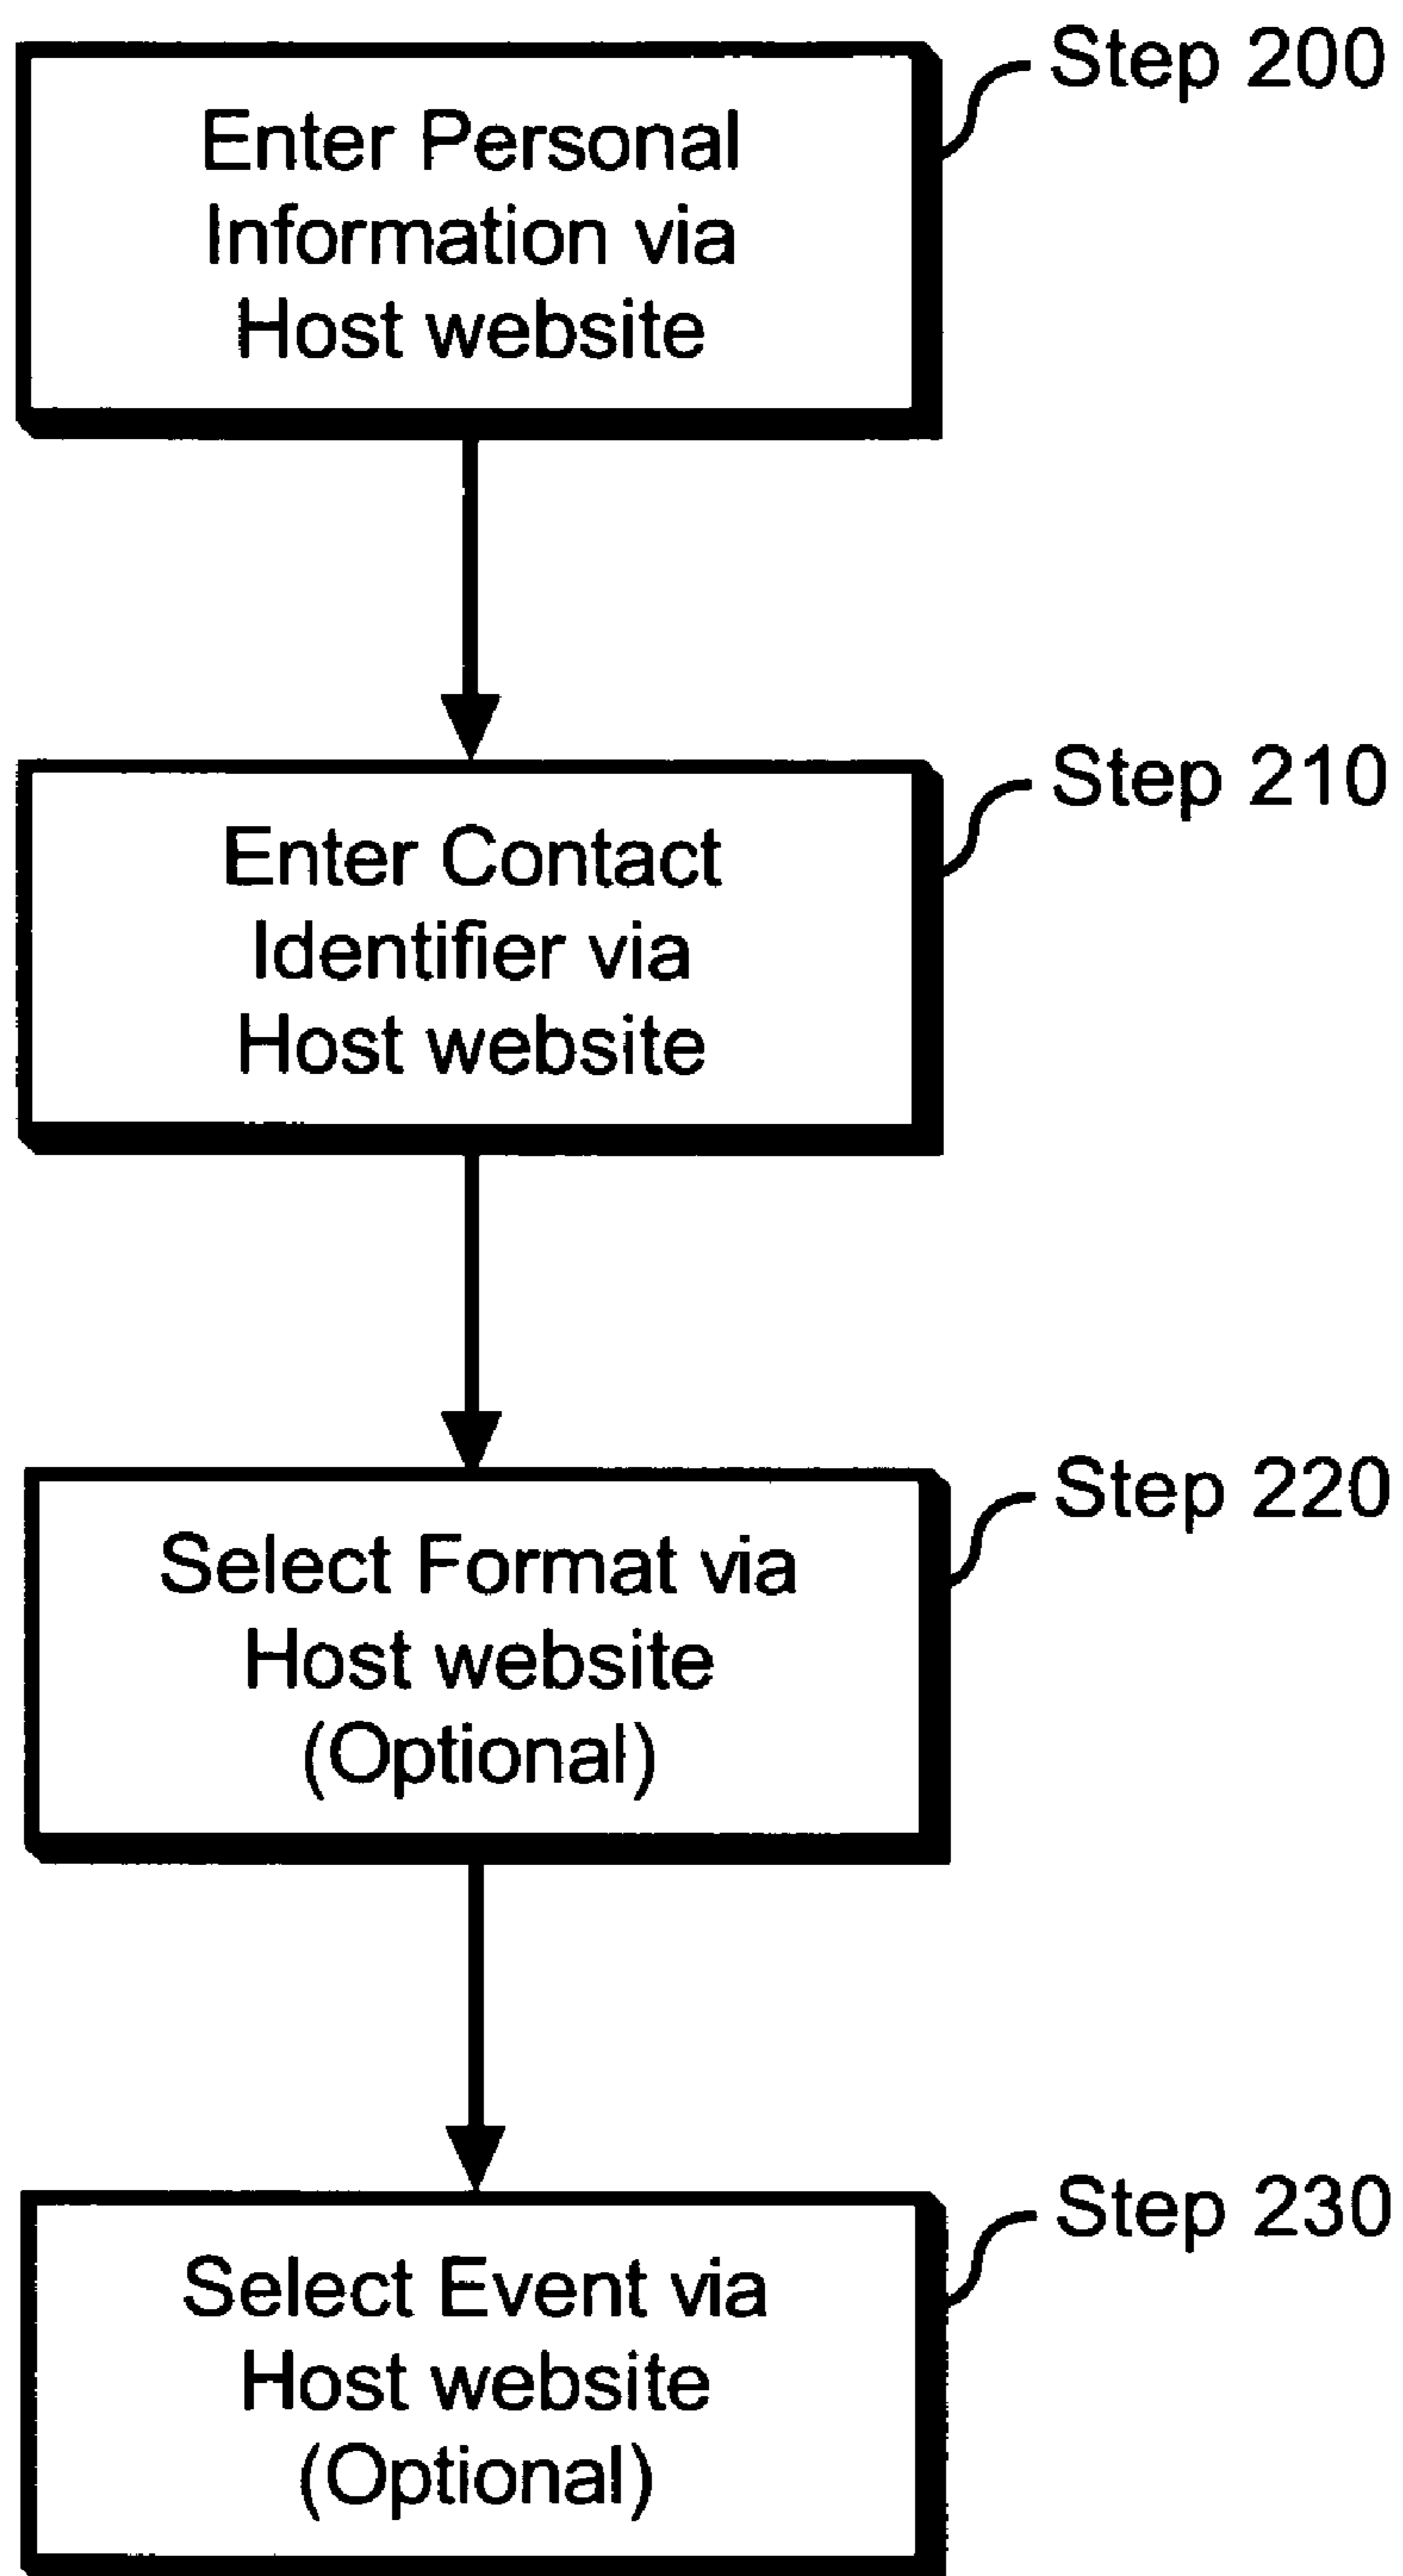 Step 200
Enter Personal
Information via
Host website
Step 210
Enter Contact
Identifier via
Host website
Step 220
Select Format via
Host website
(Optional)
Step 230
Select Event via
Host website
(Optional)